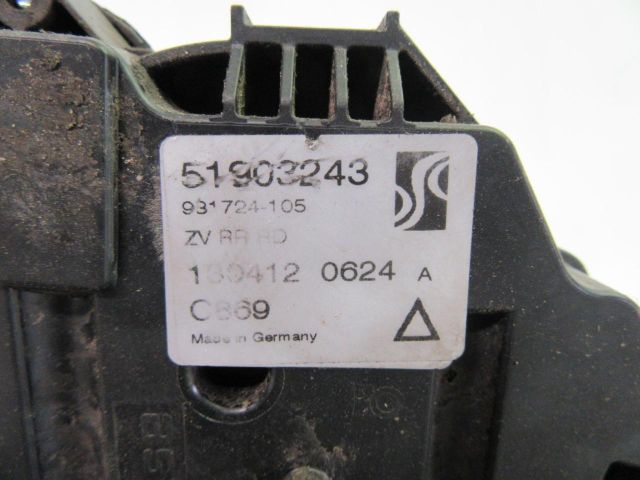 51903243
931724-105
ZV RR RD
130412 0624 A
C869
Made in Germany